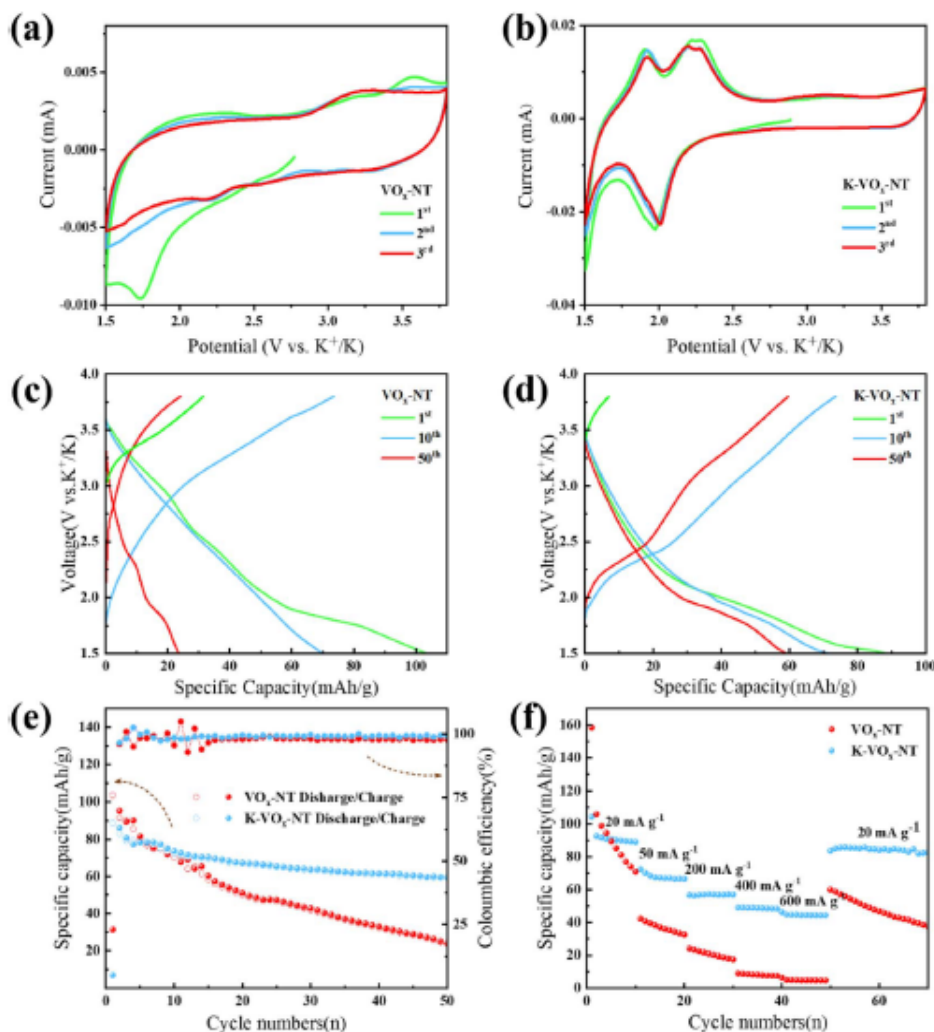 (a)
0.005
0.000
-0.005
-0.010
Current (mA)
VOₓ-NT
1ˢᵗ
2ⁿᵈ
3ʳᵈ
1.5 2.0 2.5 3.0 3.5
Potential (V vs. K⁺/K)
(b)
0.02
0.00
-0.02
-0.04
Current (mA)
K-VOₓ-NT
1ˢᵗ
2ⁿᵈ
3ʳᵈ
1.5 2.0 2.5 3.0 3.5
Potential (V vs. K⁺/K)
(c)
4.0
3.5
3.0
2.5
2.0
1.5
Voltage(V vs.K⁺/K)
VOₓ-NT
1ˢᵗ
10ᵗʰ
50ᵗʰ
0 20 40 60 80 100
Specific Capacity(mAh/g)
(d)
4.0
3.5
3.0
2.5
2.0
1.5
Voltage(V vs.K⁺/K)
K-VOₓ-NT
1ˢᵗ
10ᵗʰ
50ᵗʰ
0 20 40 60 80 100
Specific Capacity(mAh/g)
(e)
140
120
100
80
60
40
20
Specific capacity(mAh/g)
VOₓ-NT Disharge/Charge
K-VOₓ-NT Discharge/Charge
100
75
50
25
Coloumbic efficiency(%)
0 10 20 30 40 50
Cycle numbers(n)
(f)
160
140
120
100
80
60
40
20
0
Specific capacity(mAh/g)
VOₓ-NT
K-VOₓ-NT
20 mA g⁻¹
50 mA g⁻¹
200 mA g⁻¹
400 mA g⁻¹
600 mA g⁻¹
20 mA g⁻¹
0 20 40 60
Cycle numbers(n)